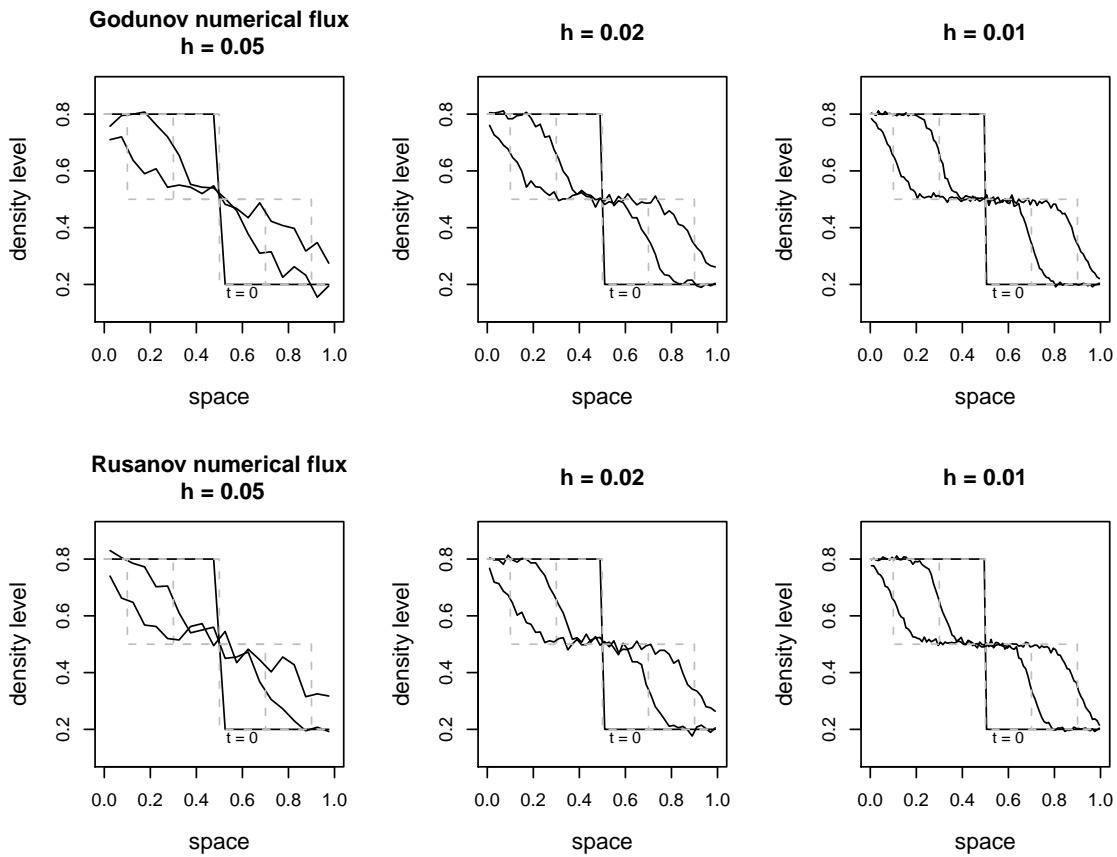 Godunov numerical flux
h = 0.05
h = 0.02
h = 0.01
density level
0.2 0.4 0.6 0.8
t = 0
0.0 0.2 0.4 0.6 0.8 1.0
space
density level
0.2 0.4 0.6 0.8
t = 0
0.0 0.2 0.4 0.6 0.8 1.0
space
density level
0.2 0.4 0.6 0.8
t = 0
0.0 0.2 0.4 0.6 0.8 1.0
space
Rusanov numerical flux
h = 0.05
h = 0.02
h = 0.01
density level
0.2 0.4 0.6 0.8
t = 0
0.0 0.2 0.4 0.6 0.8 1.0
space
density level
0.2 0.4 0.6 0.8
t = 0
0.0 0.2 0.4 0.6 0.8 1.0
space
density level
0.2 0.4 0.6 0.8
t = 0
0.0 0.2 0.4 0.6 0.8 1.0
space